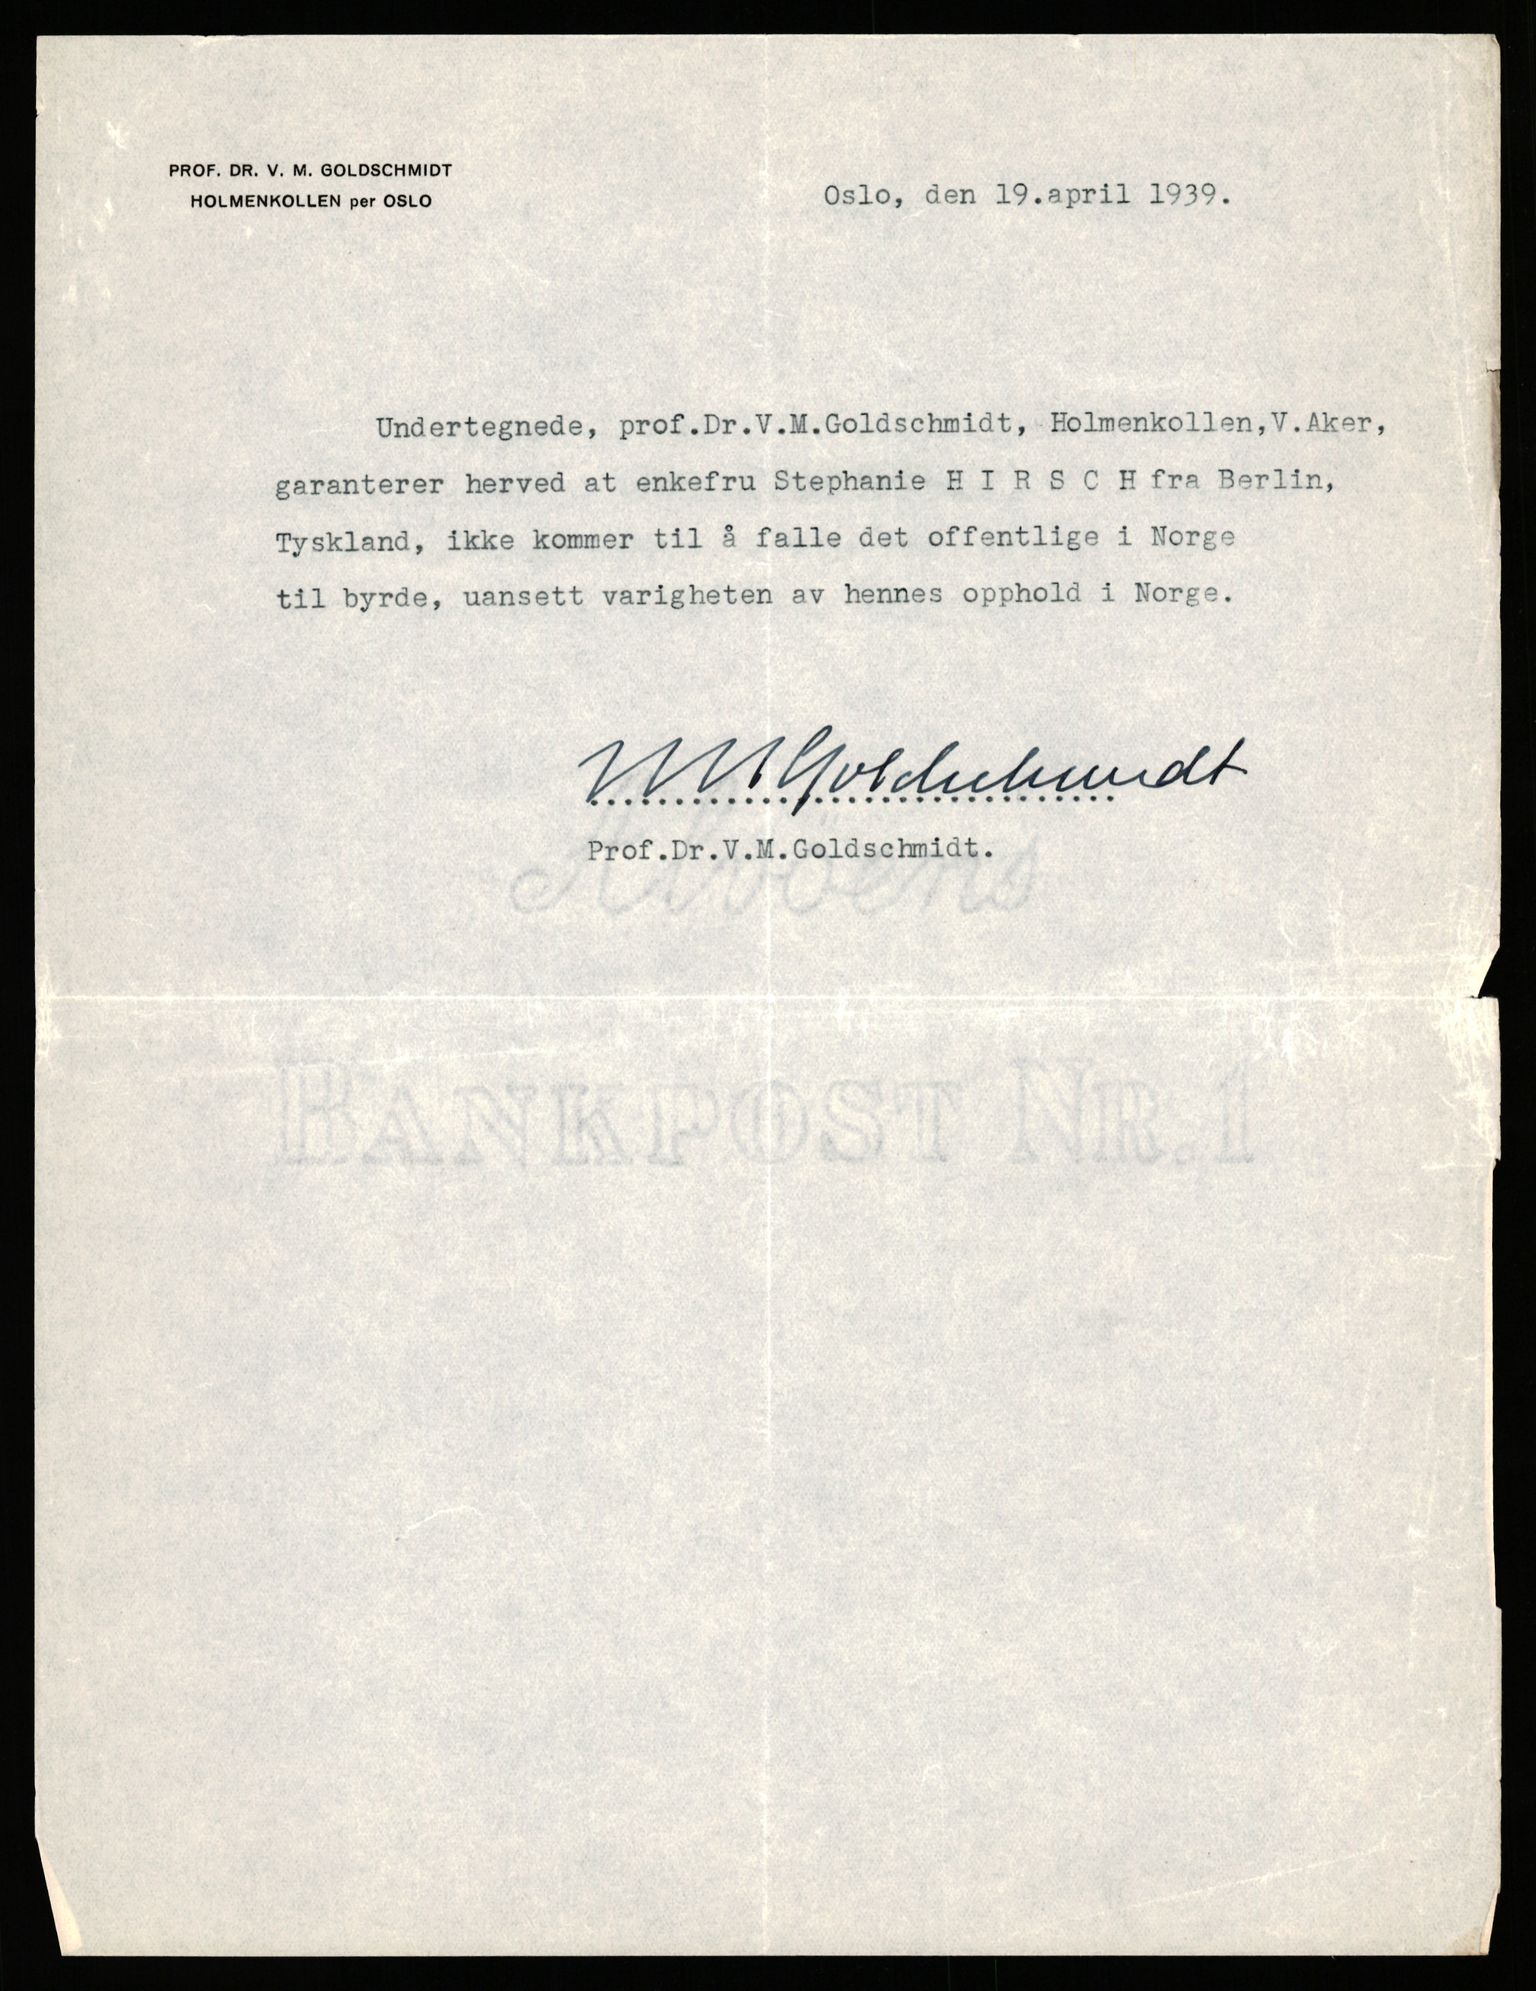 PROF. DR. V. M. GOLDSCHMIDT
HOLMENKOLLEN per OSLO
Oslo, den 19.april 1939.
Undertegnede, prof.Dr.V.M.Goldschmidt, Holmenkollen,V.Aker,
garanterer herved at enkefru Stephanie H I R S C H fra Berlin,
Tyskland, ikke kommer til å falle det offentlige i Norge
til byrde, uansett varigheten av hennes opphold i Norge.
V M Goldschmidt
Prof.Dr.V.M.Goldschmidt.
Alvöens
BANKPOST NR.1